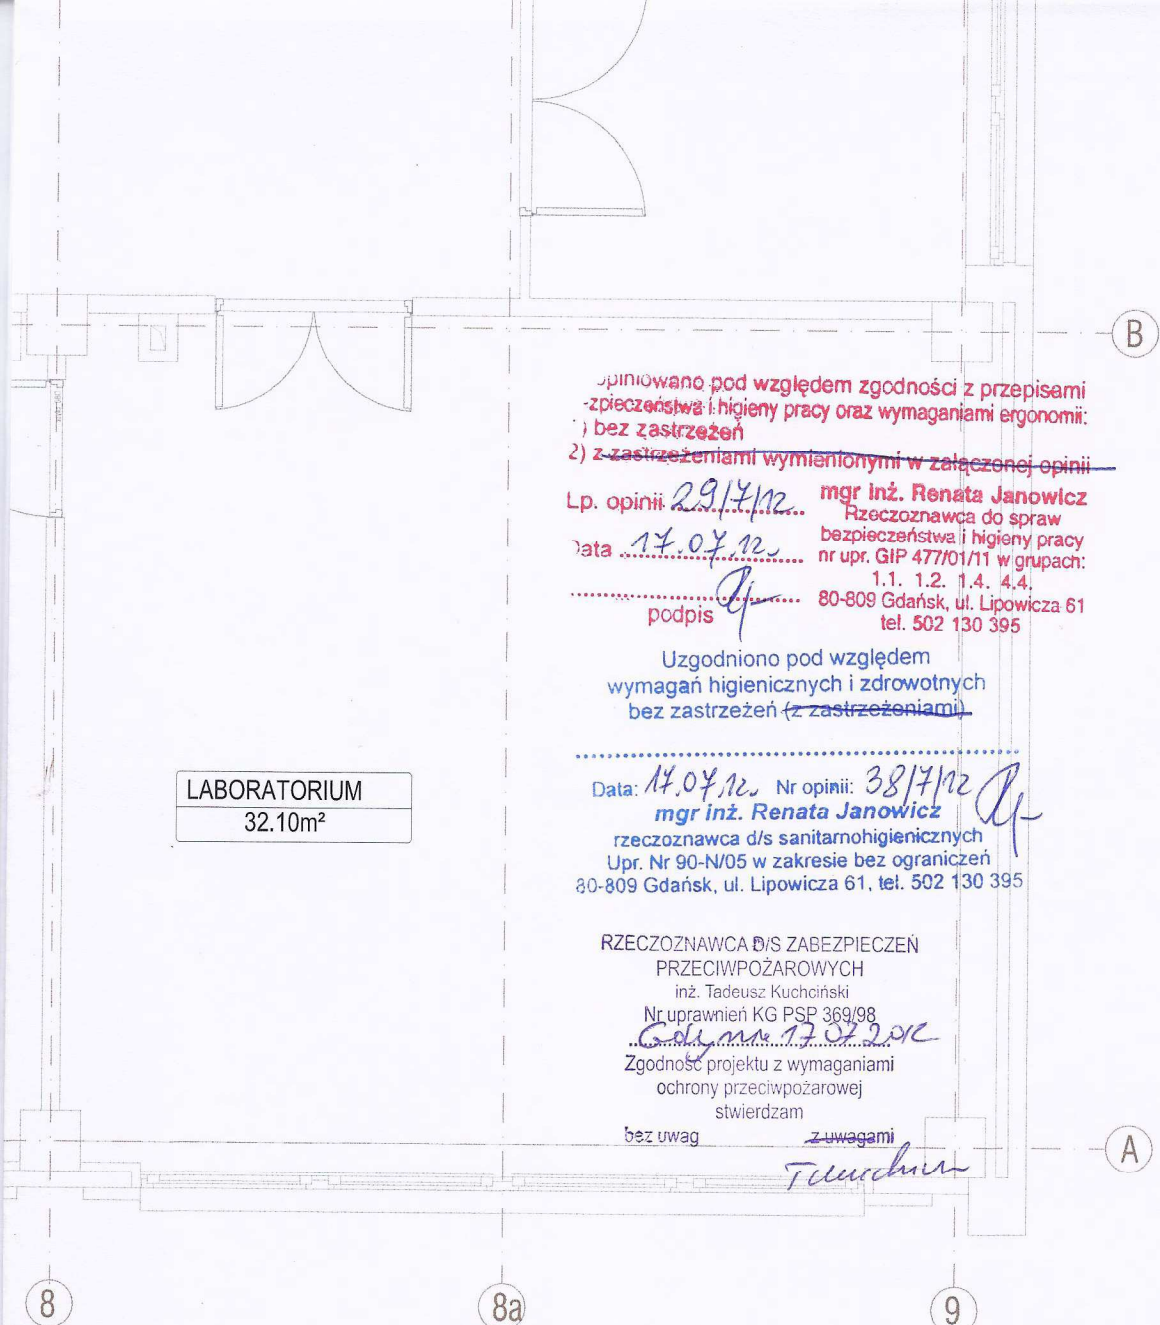 B
opiniowano pod względem zgodności z przepisami
-zpieczeństwa i higieny pracy oraz wymaganiami ergonomii:
) bez zastrzeżeń
2) z zastrzeżeniami wymienionymi w załączonej opinii
Lp. opinii 29/7/12
mgr inż. Renata Janowicz
Rzeczoznawca do spraw
bezpieczeństwa i higieny pracy
Data 17.07.12.
nr upr. GIP 477/01/11 w grupach:
1.1. 1.2. 1.4. 4.4.
80-809 Gdańsk, ul. Lipowicza 61
podpis
tel. 502 130 395
Uzgodniono pod względem
wymagań higienicznych i zdrowotnych
bez zastrzeżeń (z zastrzeżeniami)
LABORATORIUM
32.10m²
Data: 17.07.12. Nr opinii: 38/7/12
mgr inż. Renata Janowicz
rzeczoznawca d/s sanitarnohigienicznych
Upr. Nr 90-N/05 w zakresie bez ograniczeń
80-809 Gdańsk, ul. Lipowicza 61, tel. 502 130 395
RZECZOZNAWCA D/S ZABEZPIECZEŃ
PRZECIWPOŻAROWYCH
inż. Tadeusz Kuchciński
Nr uprawnień KG PSP 369/98
Gdynia 17 07 2012
Zgodność projektu z wymaganiami
ochrony przeciwpożarowej
stwierdzam
bez uwag z uwagami
A
8 8a 9